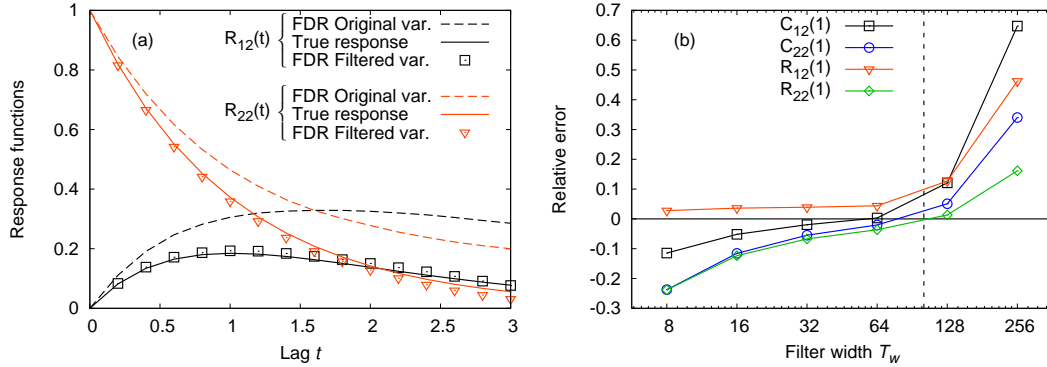 (a)
R12(t)
FDR Original var.
True response
FDR Filtered var.
R22(t)
FDR Original var.
True response
FDR Filtered var.
Response functions
1
0.8
0.6
0.4
0.2
0
0 0.5 1.0 1.5 2.0 2.5 3
Lag t
(b)
C12(1)
C22(1)
R12(1)
R22(1)
Relative error
0.7
0.6
0.5
0.4
0.3
0.2
0.1
0
-0.1
-0.2
-0.3
8 16 32 64 128 256
Filter width Tw